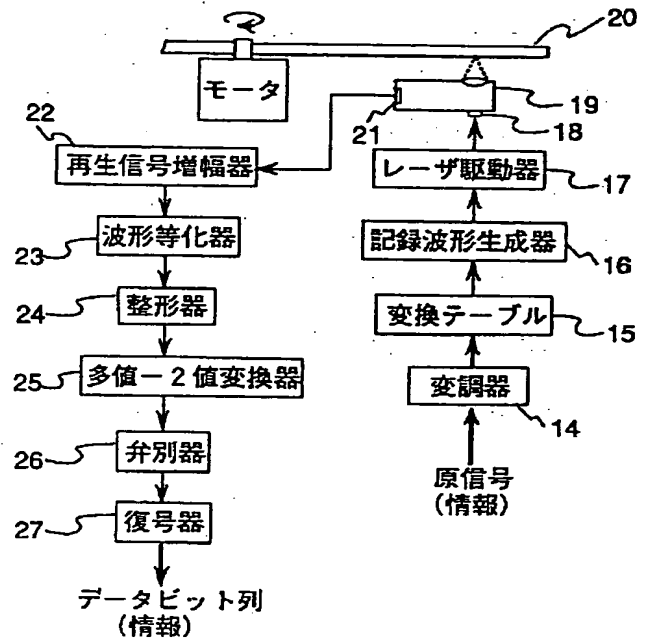 20
モータ
21
19
18
22
再生信号増幅器
レーザ駆動器
17
23
波形等化器
記録波形生成器
16
24
整形器
変換テーブル
15
25
多値－2値変換器
変調器
14
26
弁別器
原信号
(情報)
27
復号器
データビット列
(情報)